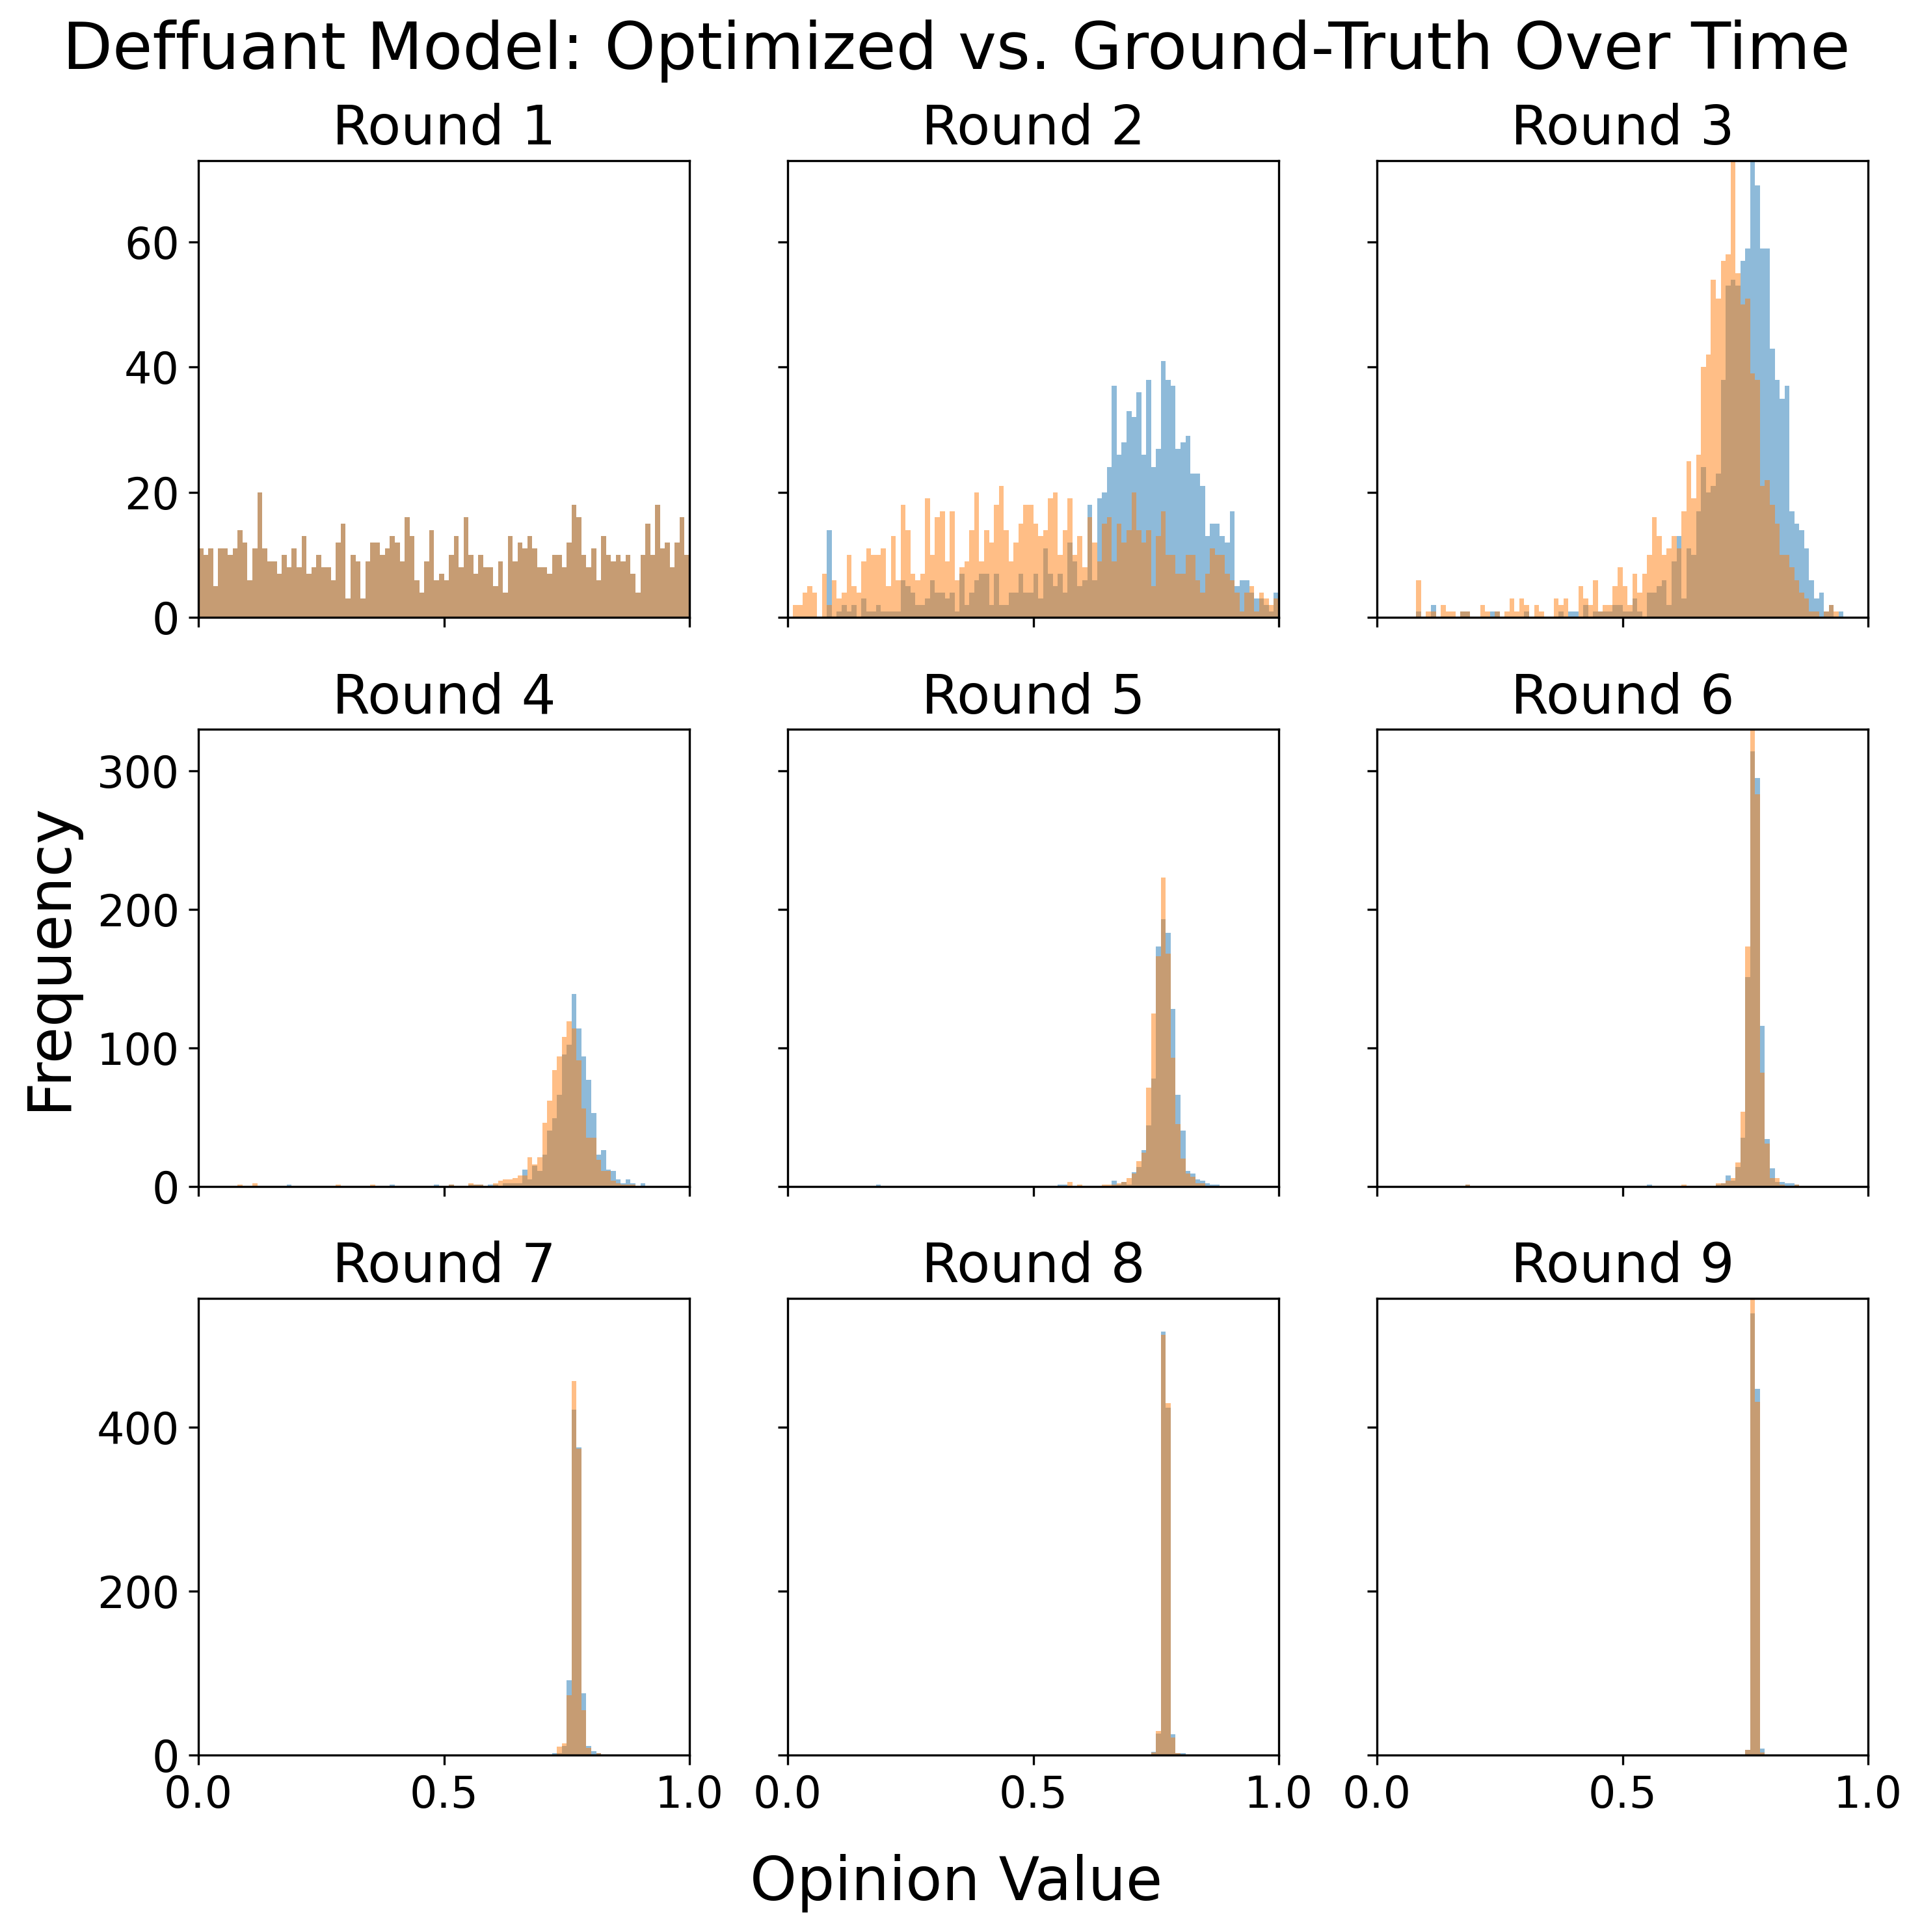 Deffuant Model: Optimized vs. Ground-Truth Over Time
Round 1
Round 2
Round 3
60
40
20
0
Round 4
Round 5
Round 6
300
200
100
0
Frequency
Round 7
Round 8
Round 9
400
200
0
0.0 0.5 1.0
0.0 0.5 1.0
0.0 0.5 1.0
Opinion Value